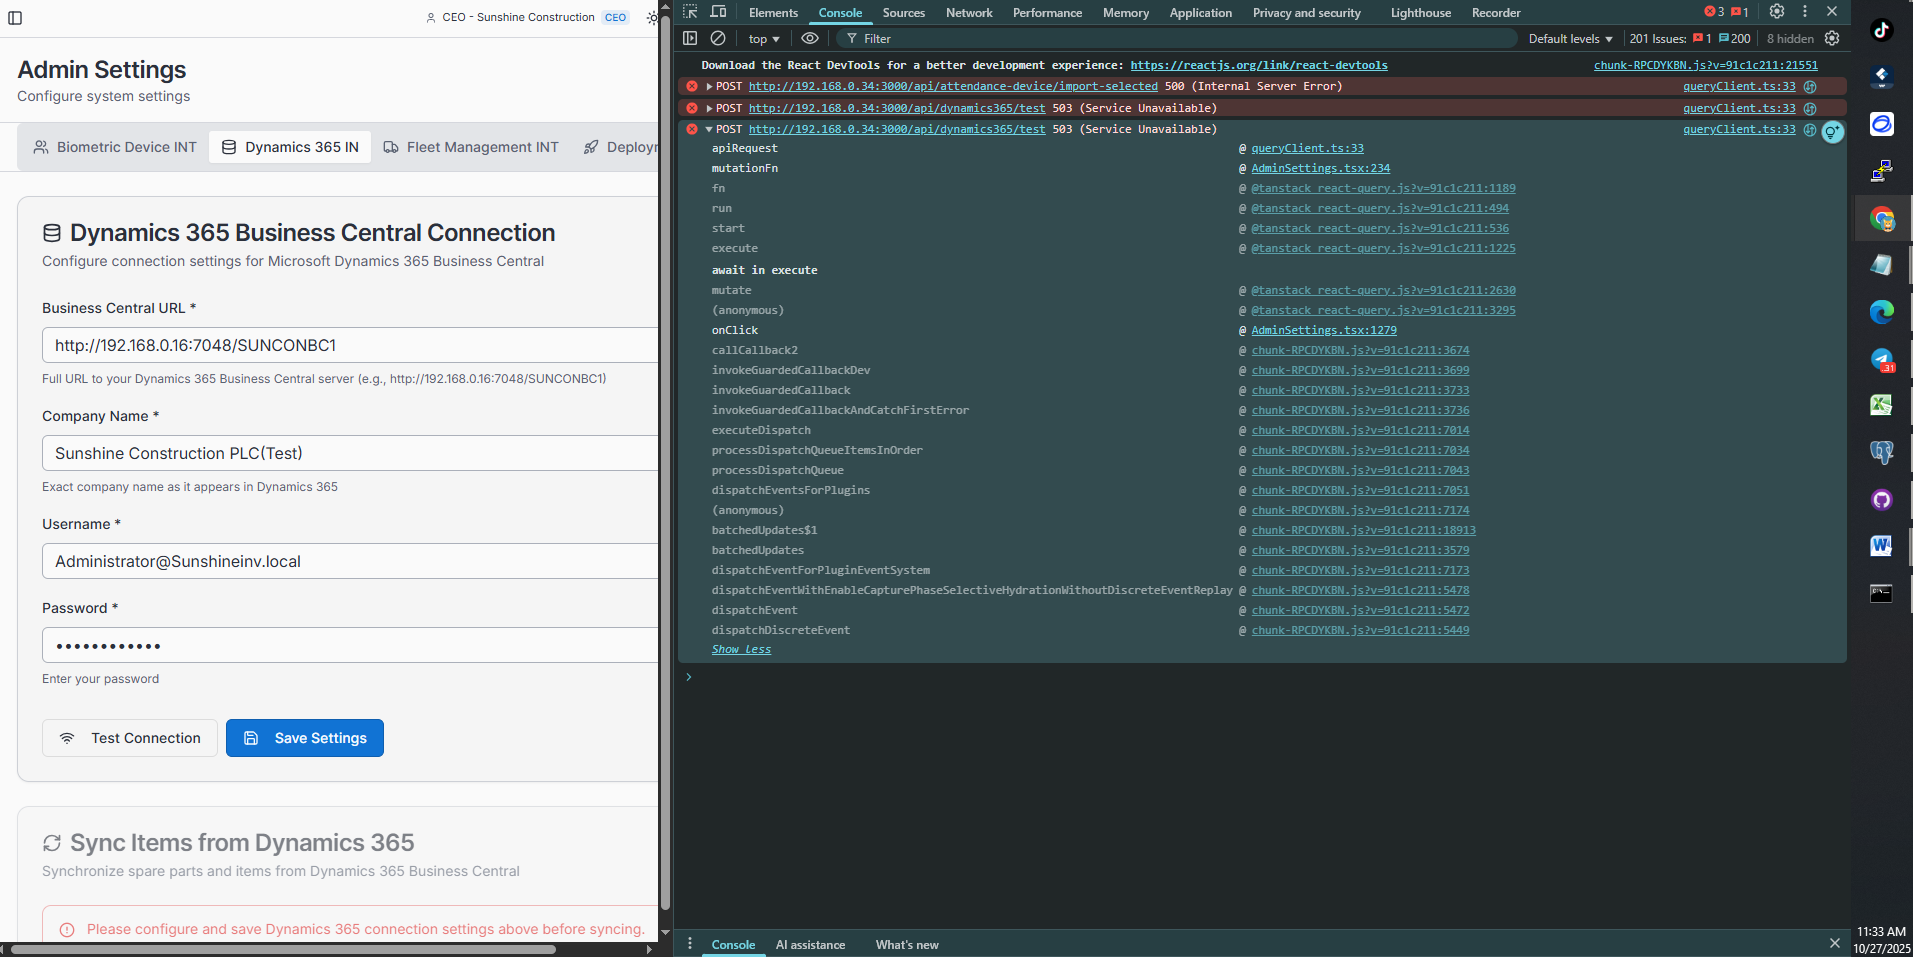 CEO - Sunshine Construction CEO
Admin Settings
Configure system settings
Biometric Device INT
Dynamics 365 IN
Fleet Management INT
Dynamics 365 Business Central Connection
Configure connection settings for Microsoft Dynamics 365 Business Central
Business Central URL *
http://192.168.0.16:7048/SUNCONBC1
Full URL to your Dynamics 365 Business Central server (e.g., http://192.168.0.16:7048/SUNCONBC1)
Company Name *
Sunshine Construction PLC(Test)
Exact company name as it appears in Dynamics 365
Username *
Administrator@Sunshineinv.local
Password *
••••••••••••
Enter your password
Test Connection
Save Settings
Sync Items from Dynamics 365
Synchronize spare parts and items from Dynamics 365 Business Central
Please configure and save Dynamics 365 connection settings above before syncing.
Elements Console Sources Network Performance Memory Application Privacy and security Lighthouse Recorder 3 1
top Filter Default levels 201 Issues: 1 200 8 hidden
Download the React DevTools for a better development experience: https://reactjs.org/link/react-devtools chunk-RPCDYKBN.js?v=91c1c211:21551
POST http://192.168.0.34:3000/api/attendance-device/import-selected 500 (Internal Server Error) queryClient.ts:33
POST http://192.168.0.34:3000/api/dynamics365/test 503 (Service Unavailable) queryClient.ts:33
POST http://192.168.0.34:3000/api/dynamics365/test 503 (Service Unavailable) queryClient.ts:33
apiRequest @ queryClient.ts:33
mutationFn @ AdminSettings.tsx:234
fn @ @tanstack_react-query.js?v=91c1c211:1189
run @ @tanstack_react-query.js?v=91c1c211:494
start @ @tanstack_react-query.js?v=91c1c211:536
execute @ @tanstack_react-query.js?v=91c1c211:1225
await in execute
mutate @ @tanstack_react-query.js?v=91c1c211:2630
(anonymous) @ @tanstack_react-query.js?v=91c1c211:3295
onClick @ AdminSettings.tsx:1279
callCallback2 @ chunk-RPCDYKBN.js?v=91c1c211:3674
invokeGuardedCallbackDev @ chunk-RPCDYKBN.js?v=91c1c211:3699
invokeGuardedCallback @ chunk-RPCDYKBN.js?v=91c1c211:3733
invokeGuardedCallbackAndCatchFirstError @ chunk-RPCDYKBN.js?v=91c1c211:3736
executeDispatch @ chunk-RPCDYKBN.js?v=91c1c211:7014
processDispatchQueueItemsInOrder @ chunk-RPCDYKBN.js?v=91c1c211:7034
processDispatchQueue @ chunk-RPCDYKBN.js?v=91c1c211:7043
dispatchEventsForPlugins @ chunk-RPCDYKBN.js?v=91c1c211:7051
(anonymous) @ chunk-RPCDYKBN.js?v=91c1c211:7174
batchedUpdates$1 @ chunk-RPCDYKBN.js?v=91c1c211:18913
batchedUpdates @ chunk-RPCDYKBN.js?v=91c1c211:3579
dispatchEventForPluginEventSystem @ chunk-RPCDYKBN.js?v=91c1c211:7173
dispatchEventWithEnableCapturePhaseSelectiveHydrationWithoutDiscreteEventReplay @ chunk-RPCDYKBN.js?v=91c1c211:5478
dispatchEvent @ chunk-RPCDYKBN.js?v=91c1c211:5472
dispatchDiscreteEvent @ chunk-RPCDYKBN.js?v=91c1c211:5449
Show less
Console AI assistance What's new
11:33 AM
10/27/2025